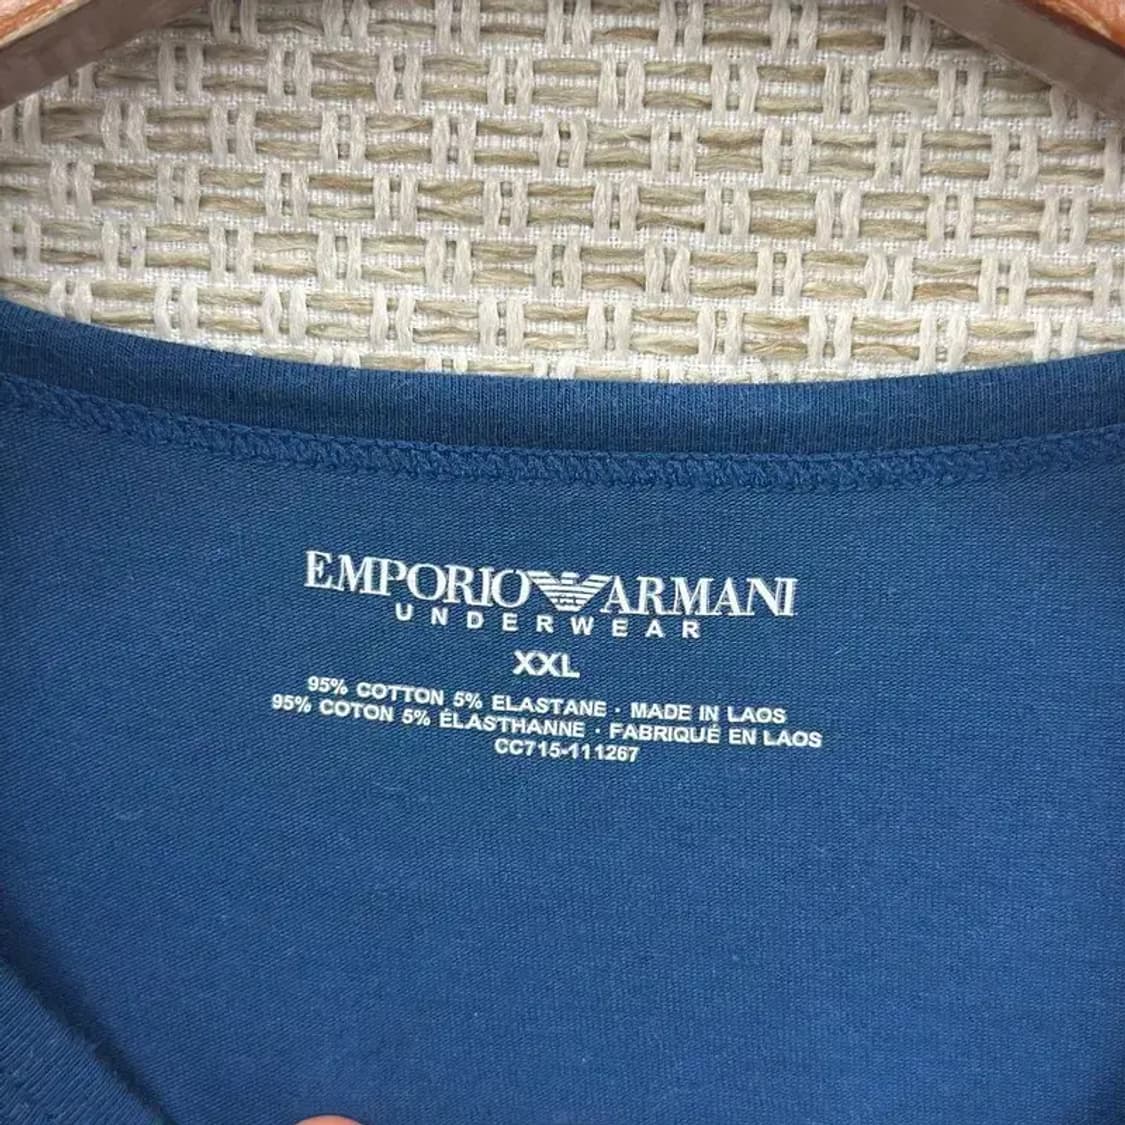 EMPORIO ARMANI
UNDERWEAR
XXL
95% COTTON 5% ELASTANE · MADE IN LAOS
95% COTON 5% ÉLASTHANNE · FABRIQUÉ EN LAOS
CC715-111267